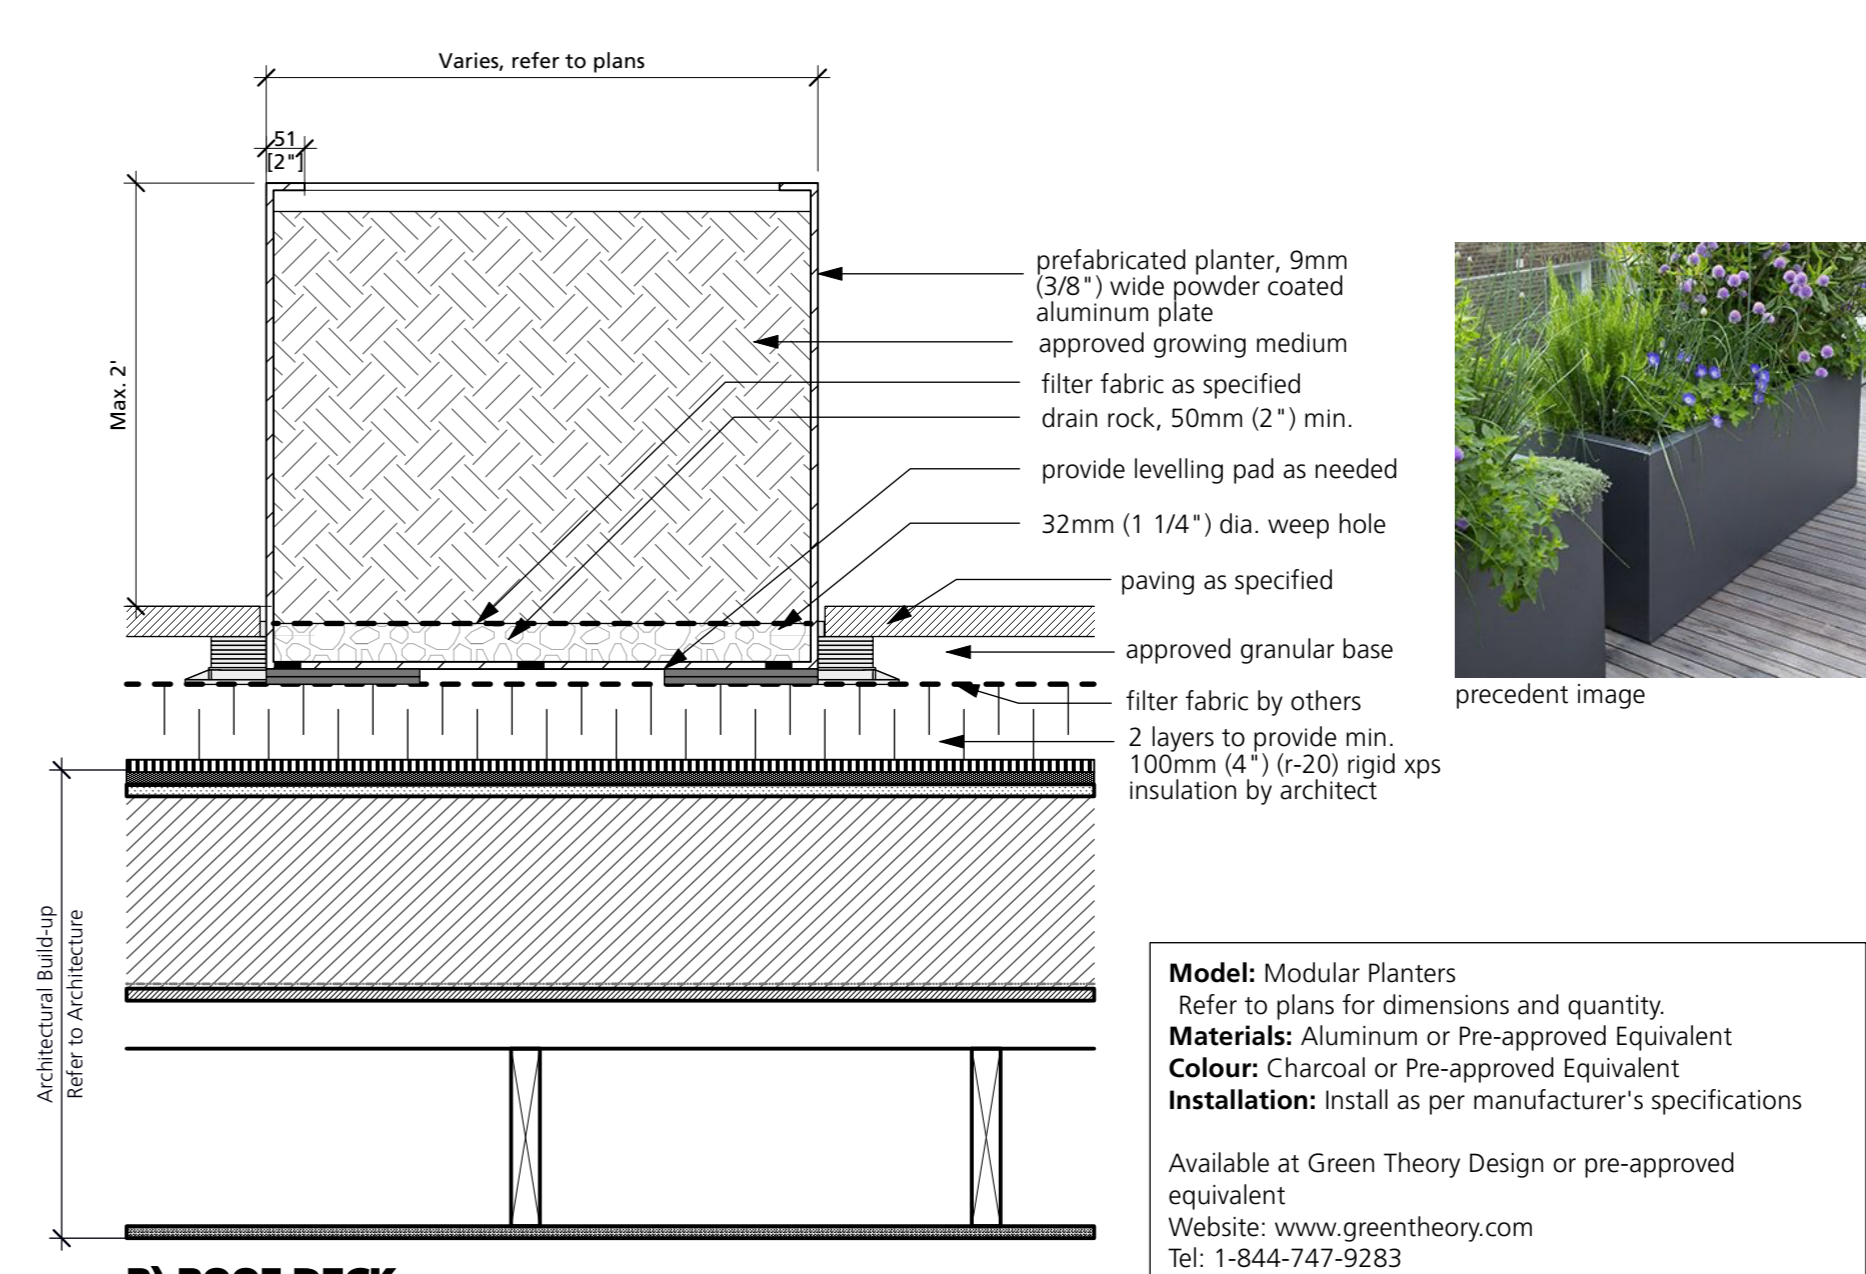 Varies, refer to plans
51
[2"]
Max. 2'
prefabricated planter, 9mm
(3/8") wide powder coated
aluminum plate
approved growing medium
filter fabric as specified
drain rock, 50mm (2") min.
provide levelling pad as needed
32mm (1 1/4") dia. weep hole
paving as specified
approved granular base
filter fabric by others
2 layers to provide min.
100mm (4") (r-20) rigid xps
insulation by architect
precedent image
Architectural Build-up
Refer to Architecture
Model: Modular Planters
Refer to plans for dimensions and quantity.
Materials: Aluminum or Pre-approved Equivalent
Colour: Charcoal or Pre-approved Equivalent
Installation: Install as per manufacturer's specifications
Available at Green Theory Design or pre-approved
equivalent
Website: www.greentheory.com
Tel: 1-844-747-9283
B) ROOF DECK